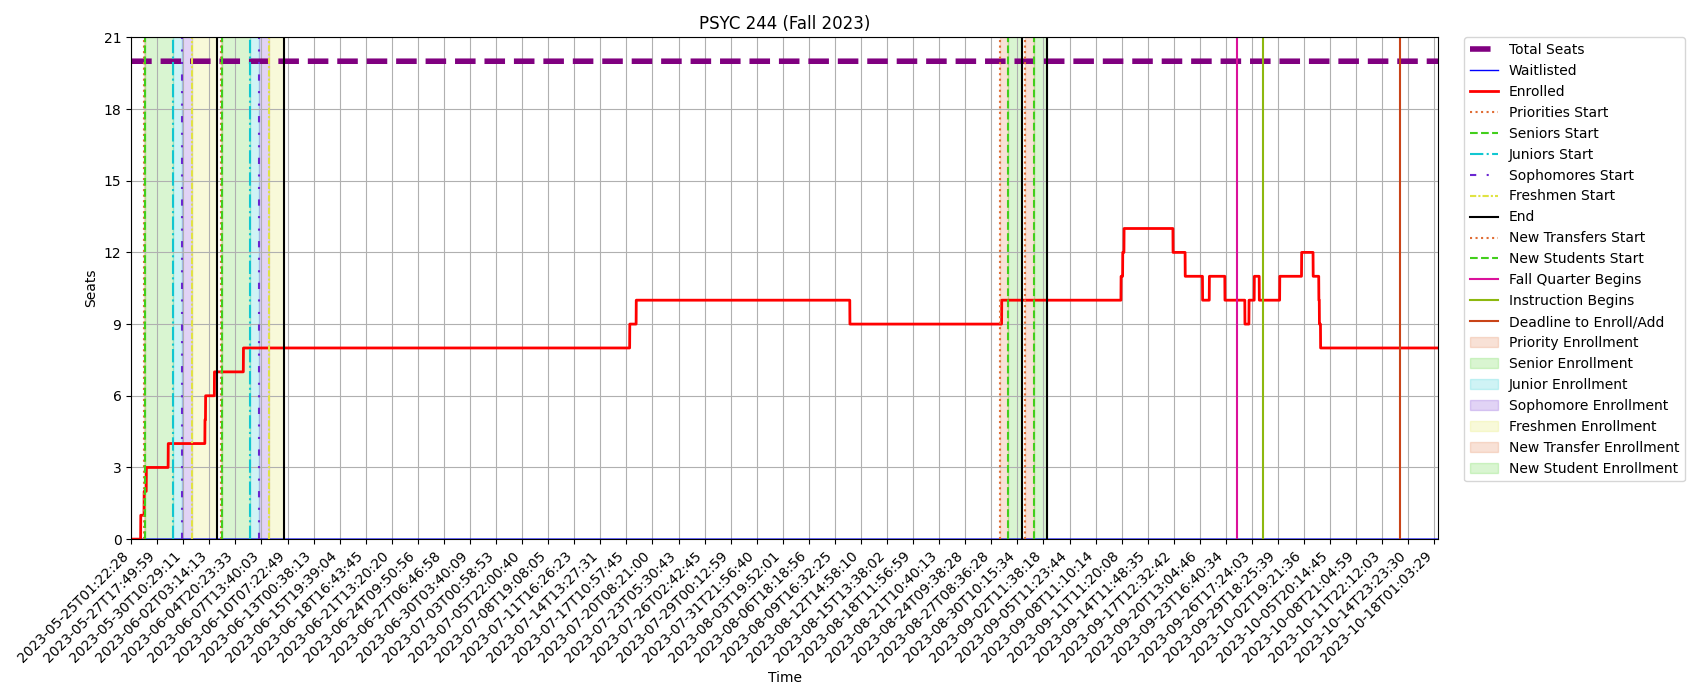 PSYC 244 (Fall 2023)
21
18
15
12
9
6
3
0
Seats
2023-05-25T01:22:28
2023-05-27T17:49:59
2023-05-30T10:29:11
2023-06-02T03:14:13
2023-06-04T20:23:33
2023-06-07T13:40:03
2023-06-10T07:22:49
2023-06-13T00:38:13
2023-06-15T19:39:04
2023-06-18T16:43:45
2023-06-21T13:20:20
2023-06-24T09:50:56
2023-06-27T06:46:58
2023-06-30T03:40:09
2023-07-03T00:58:53
2023-07-05T22:00:40
2023-07-08T19:08:05
2023-07-11T16:26:23
2023-07-14T13:27:31
2023-07-17T10:57:45
2023-07-20T08:21:00
2023-07-23T05:30:43
2023-07-26T02:42:45
2023-07-29T00:12:59
2023-07-31T21:56:40
2023-08-03T19:52:01
2023-08-06T18:18:56
2023-08-09T16:32:25
2023-08-12T14:58:10
2023-08-15T13:38:02
2023-08-18T11:56:59
2023-08-21T10:40:13
2023-08-24T09:38:28
2023-08-27T08:36:28
2023-08-30T10:15:34
2023-09-02T11:38:18
2023-09-05T11:23:44
2023-09-08T11:10:14
2023-09-11T11:20:08
2023-09-14T11:48:35
2023-09-17T12:32:42
2023-09-20T13:04:46
2023-09-23T16:40:34
2023-09-26T17:24:03
2023-09-29T18:25:39
2023-10-02T19:21:36
2023-10-05T20:14:45
2023-10-08T21:04:59
2023-10-11T22:12:03
2023-10-14T23:23:30
2023-10-18T01:03:29
Time
Total Seats
Waitlisted
Enrolled
Priorities Start
Seniors Start
Juniors Start
Sophomores Start
Freshmen Start
End
New Transfers Start
New Students Start
Fall Quarter Begins
Instruction Begins
Deadline to Enroll/Add
Priority Enrollment
Senior Enrollment
Junior Enrollment
Sophomore Enrollment
Freshmen Enrollment
New Transfer Enrollment
New Student Enrollment